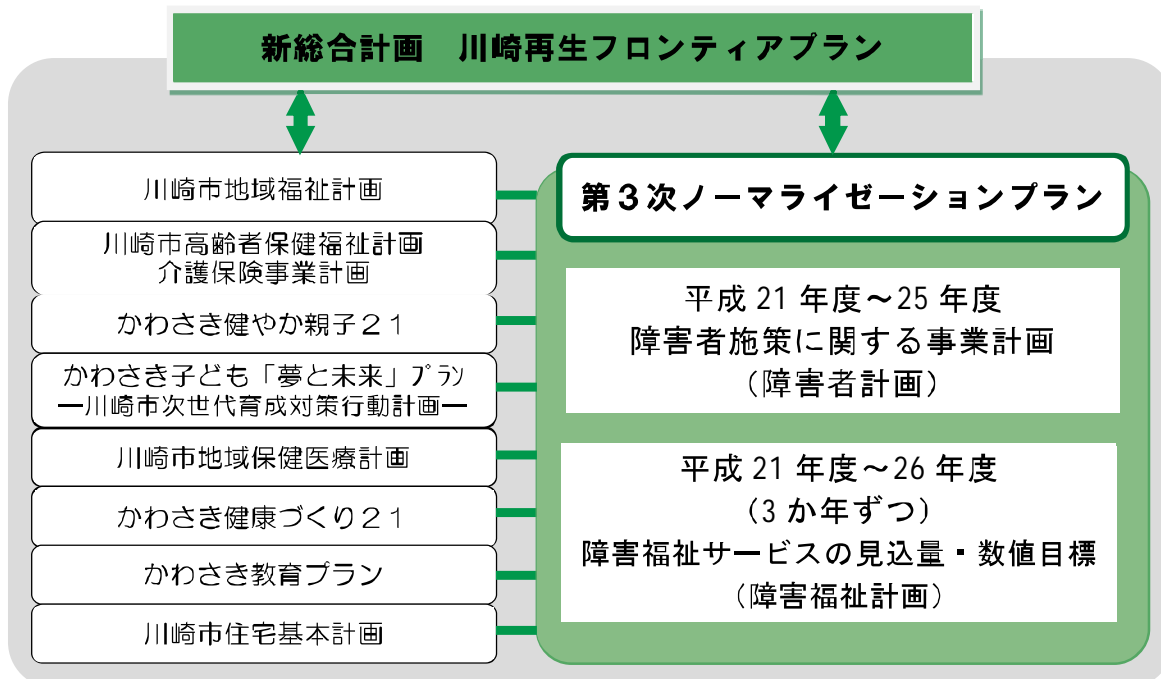 新総合計画　川崎再生フロンティアプラン
川崎市地域福祉計画
川崎市高齢者保健福祉計画
介護保険事業計画
かわさき健やか親子２１
かわさき子ども「夢と未来」プラン
―川崎市次世代育成対策行動計画―
川崎市地域保健医療計画
かわさき健康づくり２１
かわさき教育プラン
川崎市住宅基本計画
第３次ノーマライゼーションプラン
平成 21 年度～25 年度
障害者施策に関する事業計画
（障害者計画）
平成 21 年度～26 年度
（3 か年ずつ）
障害福祉サービスの見込量・数値目標
（障害福祉計画）